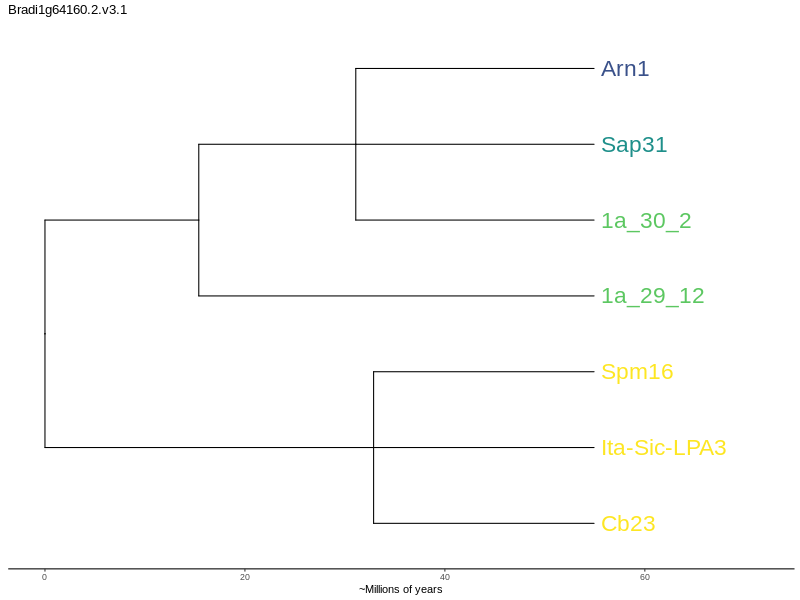 Bradi1g64160.2.v3.1
Arn1
Sap31
1a_30_2
1a_29_12
Spm16
Ita-Sic-LPA3
Cb23
0 20 40 60
~Millions of years